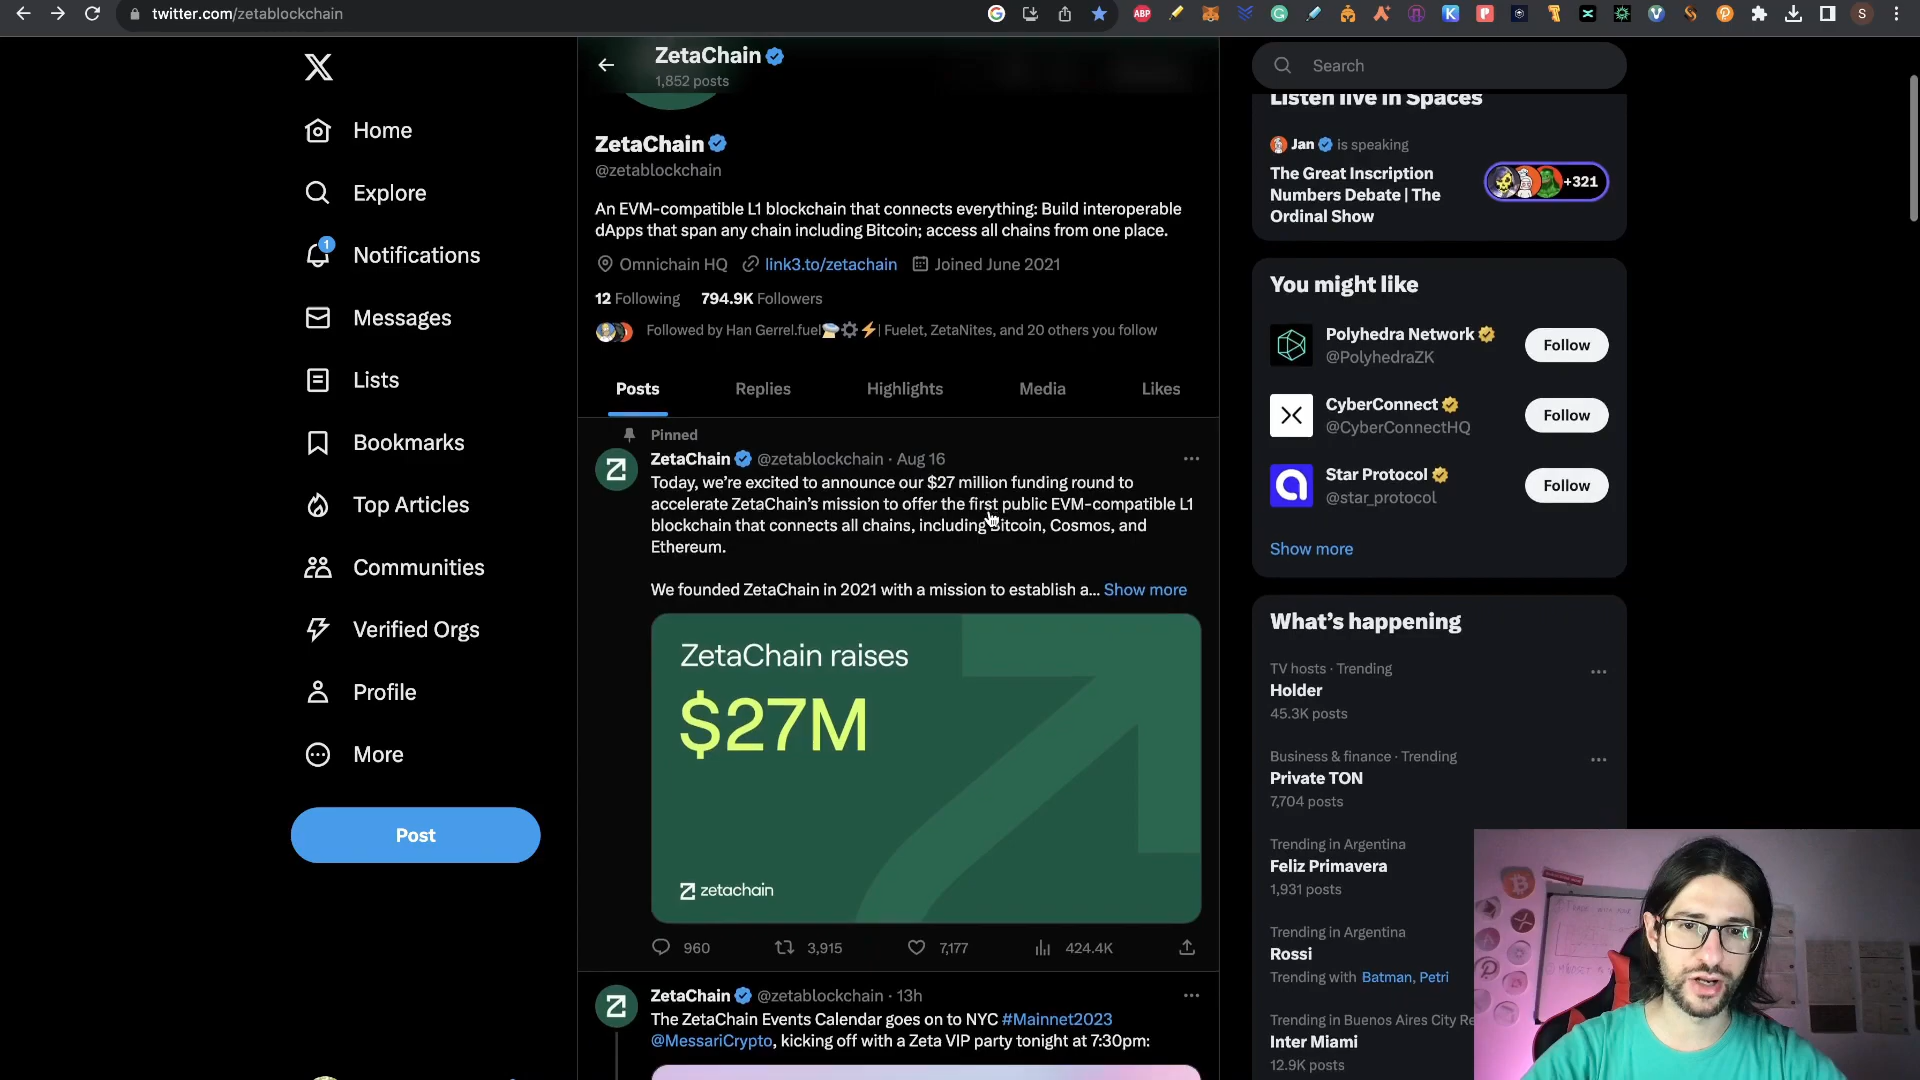 twitter.com/zetablockchain
ABP
S
ZetaChain
1,852 posts
Search
Home
Explore
1
Notifications
Messages
Lists
Bookmarks
Top Articles
Communities
Verified Orgs
Profile
More
Post
ZetaChain
@zetablockchain
An EVM-compatible L1 blockchain that connects everything: Build interoperable
dApps that span any chain including Bitcoin; access all chains from one place.
Omnichain HQ link3.to/zetachain Joined June 2021
12 Following 794.9K Followers
Followed by Han Gerrel.fuel | Fuelet, ZetaNites, and 20 others you follow
Posts Replies Highlights Media Likes
Pinned
ZetaChain @zetablockchain · Aug 16
Today, we’re excited to announce our $27 million funding round to
accelerate ZetaChain’s mission to offer the first public EVM-compatible L1
blockchain that connects all chains, including Bitcoin, Cosmos, and
Ethereum.
We founded ZetaChain in 2021 with a mission to establish a... Show more
ZetaChain raises
$27M
zetachain
960 3,915 7,177 424.4K
ZetaChain @zetablockchain · 13h
The ZetaChain Events Calendar goes on to NYC #Mainnet2023
@MessariCrypto, kicking off with a Zeta VIP party tonight at 7:30pm:
Listen live in Spaces
Jan is speaking
The Great Inscription
Numbers Debate | The
Ordinal Show
+321
You might like
Polyhedra Network
@PolyhedraZK
Follow
CyberConnect
@CyberConnectHQ
Follow
Star Protocol
@star_protocol
Follow
Show more
What’s happening
TV hosts · Trending
Holder
45.3K posts
Business & finance · Trending
Private TON
7,704 posts
Trending in Argentina
Feliz Primavera
1,931 posts
Trending in Argentina
Rossi
Trending with Batman, Petri
Trending in Buenos Aires City Re
Inter Miami
12.9K posts